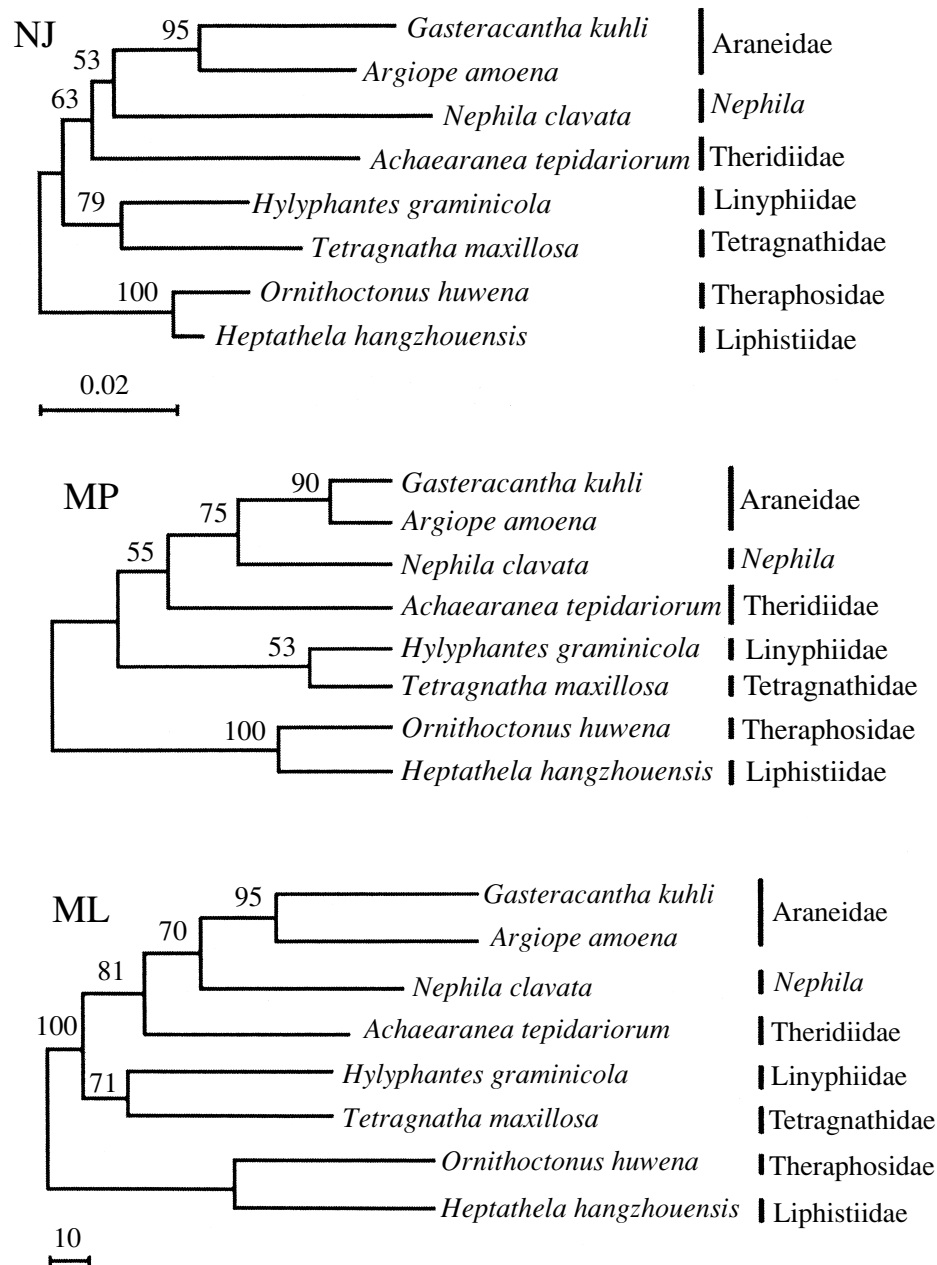 NJ
95
Gasteracantha kuhli
Araneidae
Argiope amoena
53
Nephila clavata
Nephila
63
Achaearanea tepidariorum
Theridiidae
79
Hylyphantes graminicola
Linyphiidae
Tetragnatha maxillosa
Tetragnathidae
100
Ornithoctonus huwena
Theraphosidae
Heptathela hangzhouensis
Liphistiidae
0.02
MP
90
Gasteracantha kuhli
Araneidae
Argiope amoena
75
Nephila clavata
Nephila
55
Achaearanea tepidariorum
Theridiidae
53
Hylyphantes graminicola
Linyphiidae
Tetragnatha maxillosa
Tetragnathidae
100
Ornithoctonus huwena
Theraphosidae
Heptathela hangzhouensis
Liphistiidae
ML
95
Gasteracantha kuhli
Araneidae
Argiope amoena
70
Nephila clavata
Nephila
81
Achaearanea tepidariorum
Theridiidae
100
71
Hylyphantes graminicola
Linyphiidae
Tetragnatha maxillosa
Tetragnathidae
Ornithoctonus huwena
Theraphosidae
Heptathela hangzhouensis
Liphistiidae
10